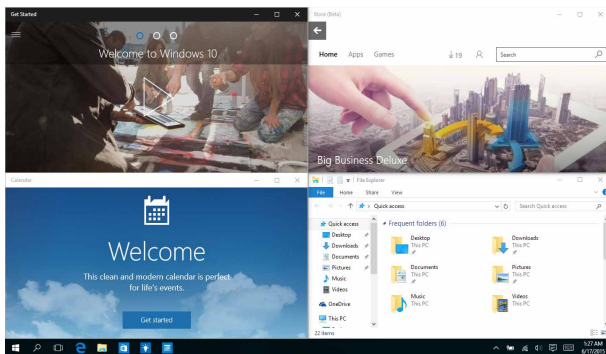 Get Started
Welcome to Windows 10
Store (Beta)
Home Apps Games 19 Search
Big Business Deluxe
Calendar
Welcome
This clean and modern calendar is perfect
for life's events.
Get started
File Explorer
File Home Share View
Quick access Search Quick access
Quick access
Desktop
Downloads
Documents
Pictures
Music
Videos
OneDrive
This PC
Frequent folders (6)
Desktop
This PC
Downloads
This PC
Documents
This PC
Pictures
This PC
Music
This PC
Videos
This PC
22 items
5:27 AM
6/17/2015